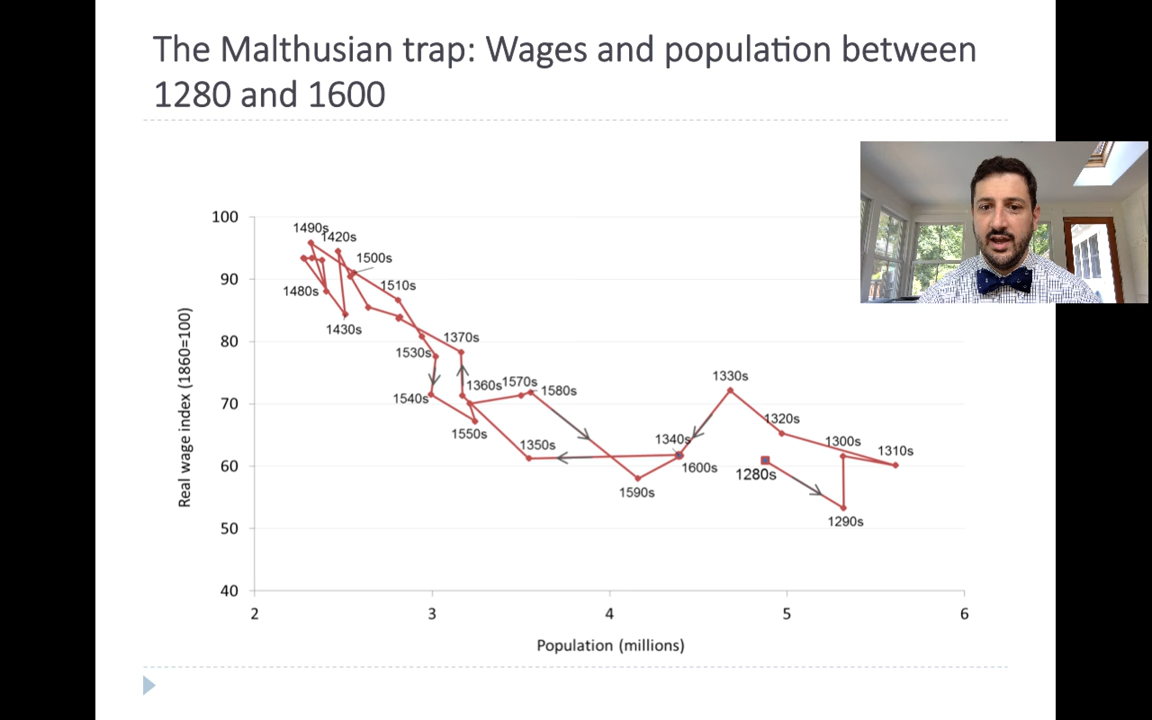 The Malthusian trap: Wages and population between
1280 and 1600
100
90
80
70
60
50
40
Real wage index (1860=100)
1490s
1420s
1500s
1480s
1510s
1430s
1370s
1530s
1330s
1360s
1570s
1580s
1540s
1320s
1550s
1340s
1300s
1350s
1310s
1600s
1280s
1590s
1290s
2
3
4
5
6
Population (millions)